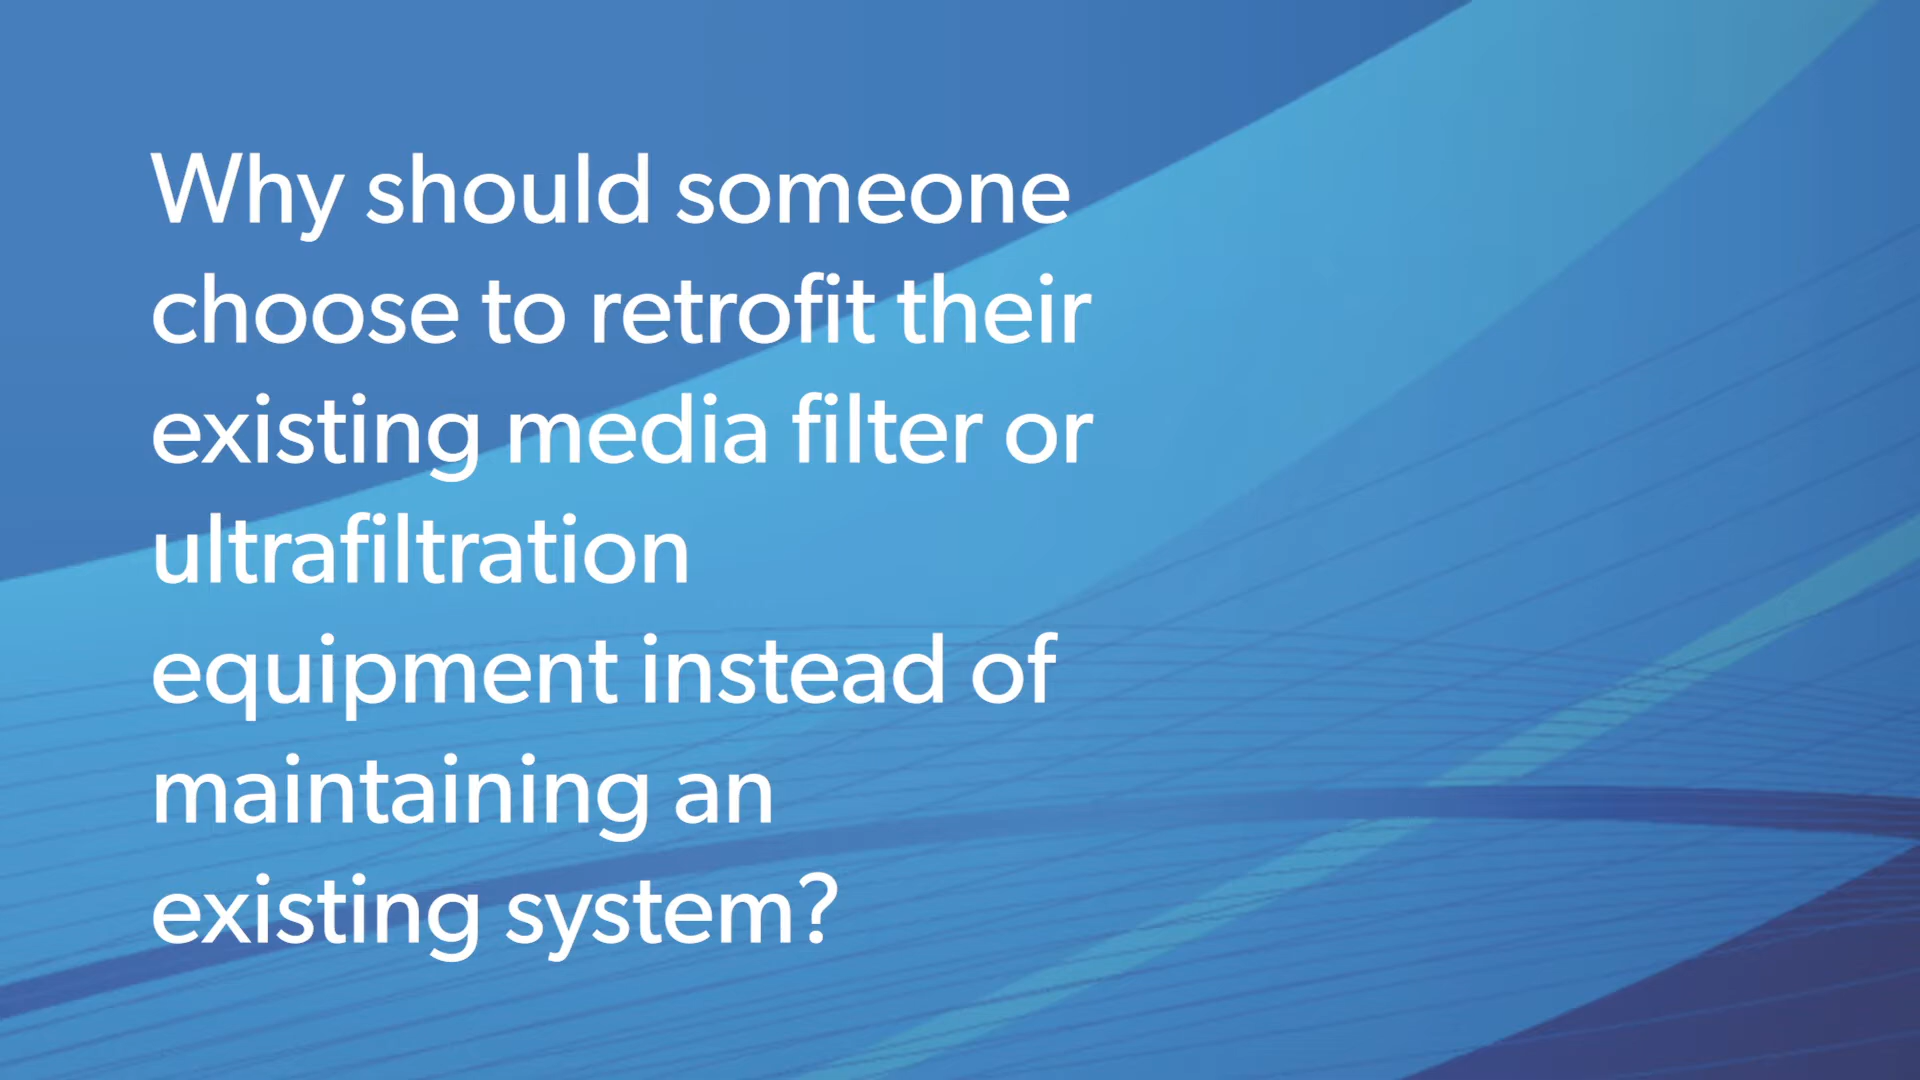 Why should someone
choose to retrofit their
existing media filter or
ultrafiltration
equipment instead of
maintaining an
existing system?